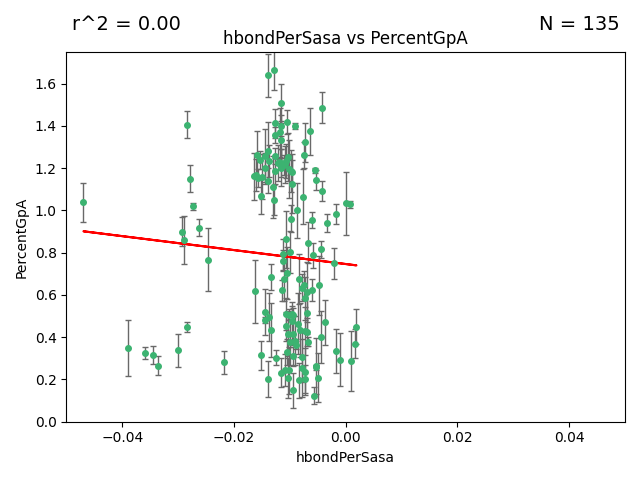 r^2 = 0.00
N = 135
hbondPerSasa vs PercentGpA
PercentGpA
1.6
1.4
1.2
1.0
0.8
0.6
0.4
0.2
0.0
−0.04 −0.02 0.00 0.02 0.04
hbondPerSasa